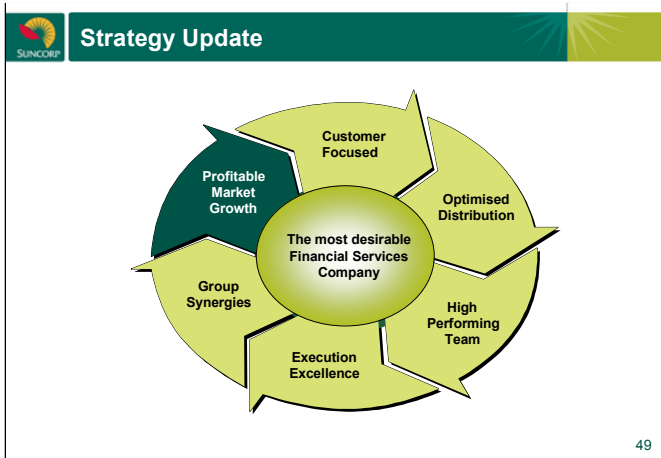 SUNCORP
Strategy Update
Customer
Focused
Profitable
Market
Growth
Optimised
Distribution
The most desirable
Financial Services
Company
Group
Synergies
High
Performing
Team
Execution
Excellence
49